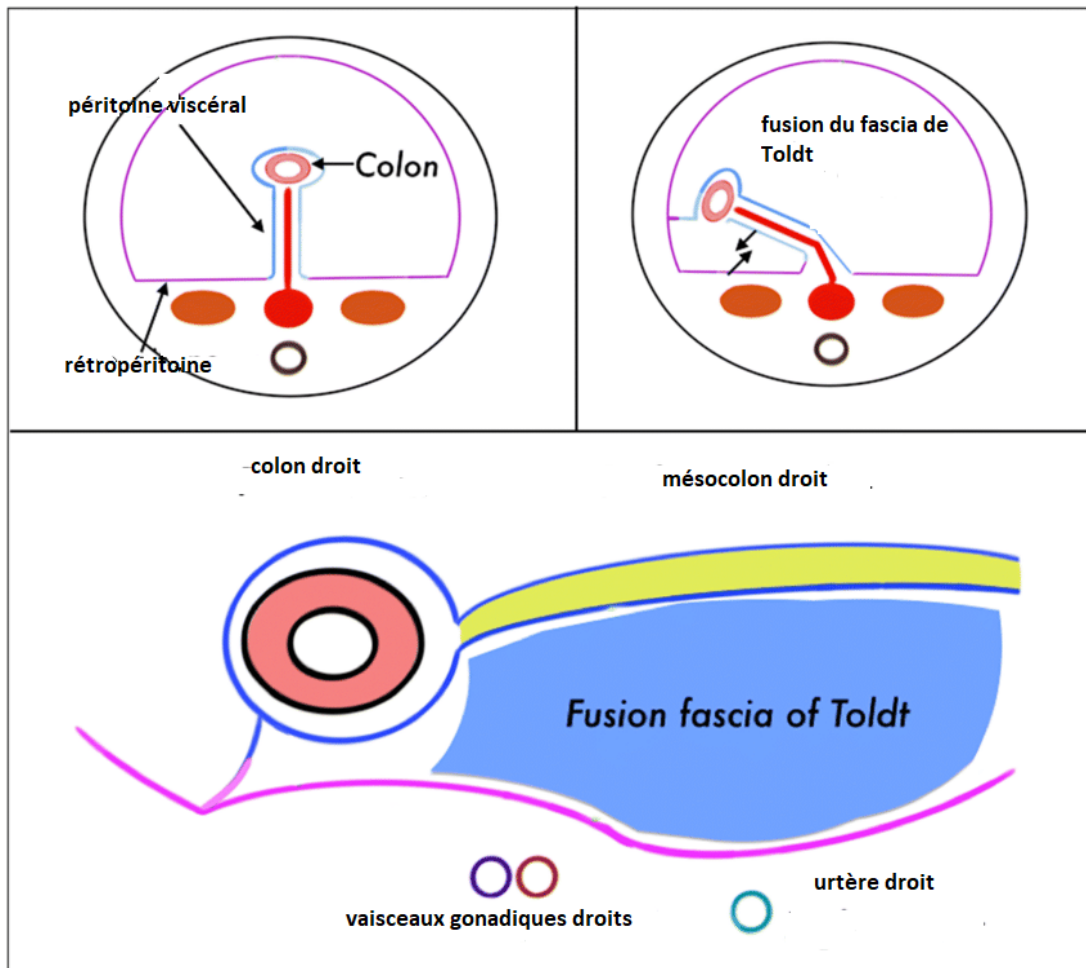 péritoine viscéral
Colon
rétropéritoine
fusion du fascia de
Toldt
colon droit
mésocolon droit
Fusion fascia of Toldt
vaisceaux gonadiques droits
urtère droit